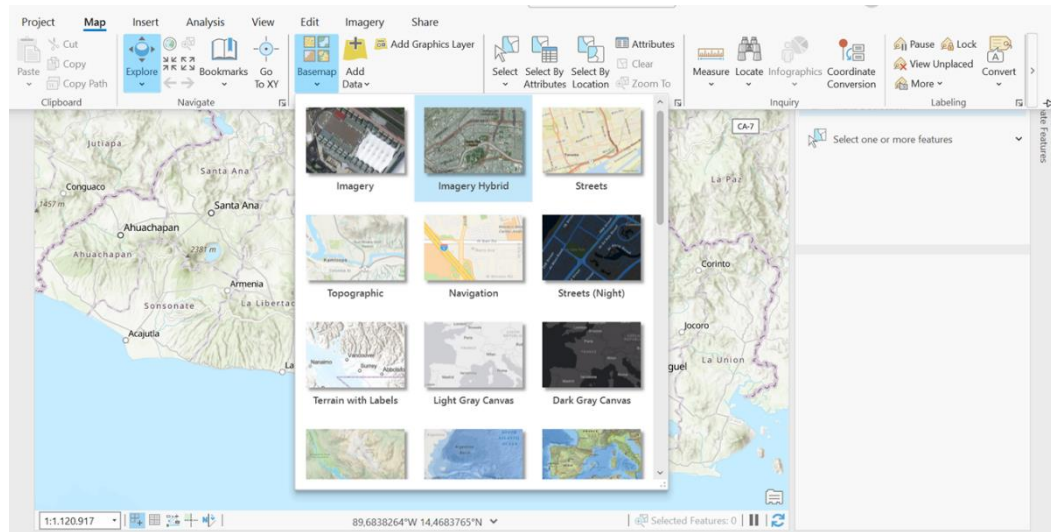 Project Map Insert Analysis View Edit Imagery Share
Paste
Cut
Copy
Copy Path
Clipboard
Explore
Bookmarks
Go To XY
Navigate
Basemap
Add Data
Add Graphics Layer
Select
Select By Attributes
Select By Location
Attributes
Clear
Zoom To
Measure
Locate
Infographics
Coordinate Conversion
Inquiry
Pause
Lock
View Unplaced
More
Convert
Labeling
Imagery
Imagery Hybrid
Streets
Topographic
Navigation
Streets (Night)
Terrain with Labels
Light Gray Canvas
Dark Gray Canvas
Jutiapa
Santa Ana
Conguaco
1457 m
Santa Ana
Ahuachapan
Ahuachapan
2381 m
Armenia
Sonsonate
La Libertad
Acajutla
La
CA-7
La Paz
Corinto
Jocoro
guel
La Union
Select one or more features
ate Features
1:1.120.917
89,6838264°W 14,4683765°N
Selected Features: 0